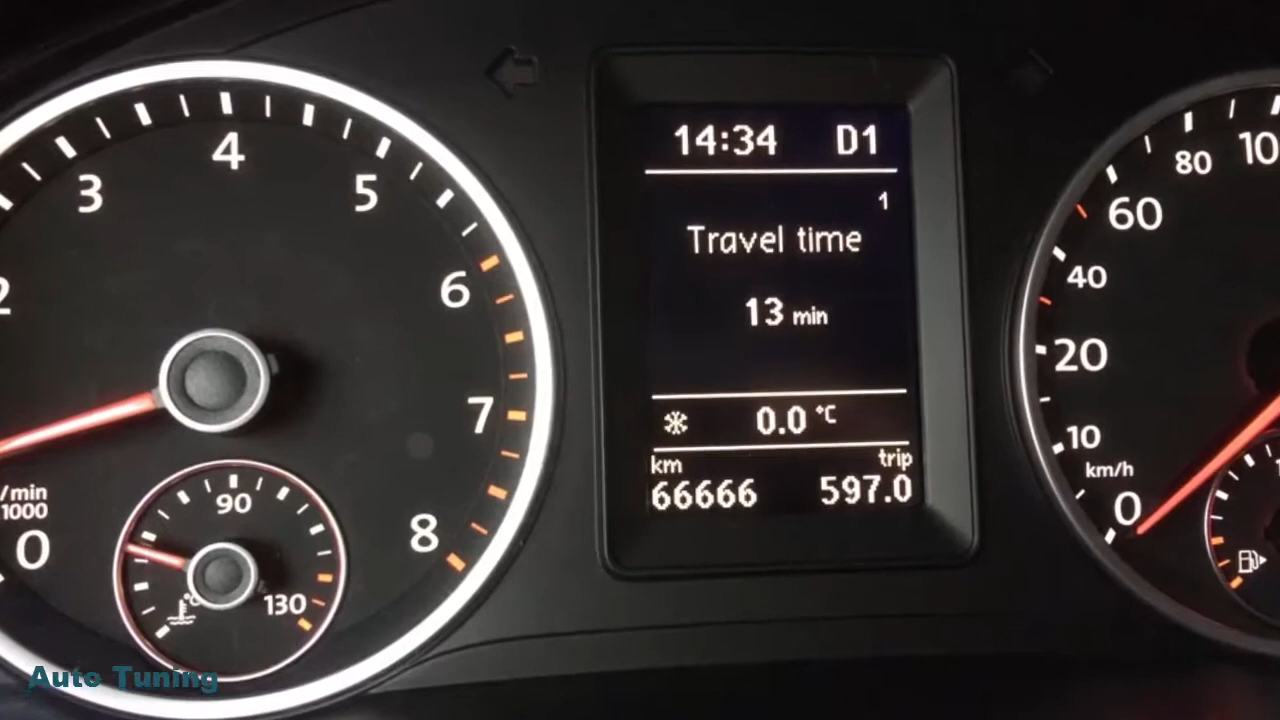 2
3
4
5
6
7
8
/min
1000
0
90
130
14:34 D1
1
Travel time
13 min
0.0 °C
km trip
66666 597.0
10
80
60
40
20
10
km/h
0
Auto Tuning